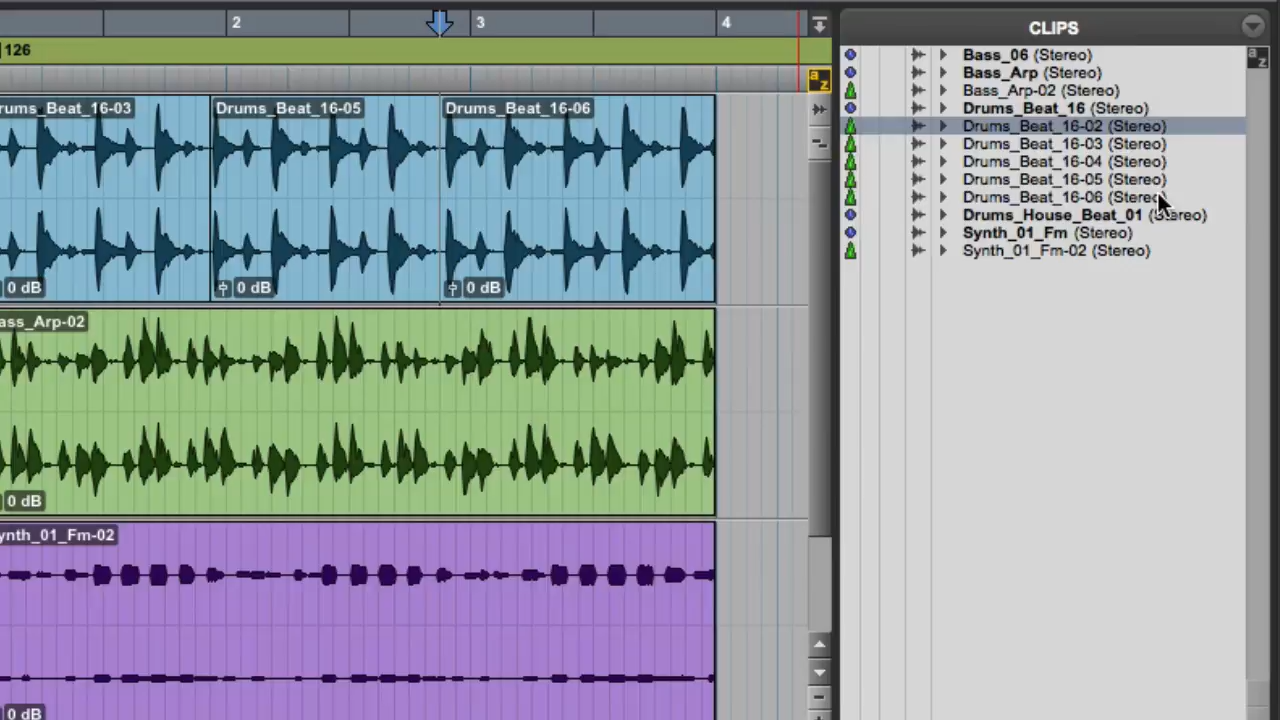 2
3
4
CLIPS
126
rums_Beat_16-03
Drums_Beat_16-05
Drums_Beat_16-06
0 dB
0 dB
0 dB
ass_Arp-02
0 dB
ynth_01_Fm-02
0 dB
a
z
a
z
Bass_06 (Stereo)
Bass_Arp (Stereo)
Bass_Arp-02 (Stereo)
Drums_Beat_16 (Stereo)
Drums_Beat_16-02 (Stereo)
Drums_Beat_16-03 (Stereo)
Drums_Beat_16-04 (Stereo)
Drums_Beat_16-05 (Stereo)
Drums_Beat_16-06 (Stereo)
Drums_House_Beat_01 (Stereo)
Synth_01_Fm (Stereo)
Synth_01_Fm-02 (Stereo)